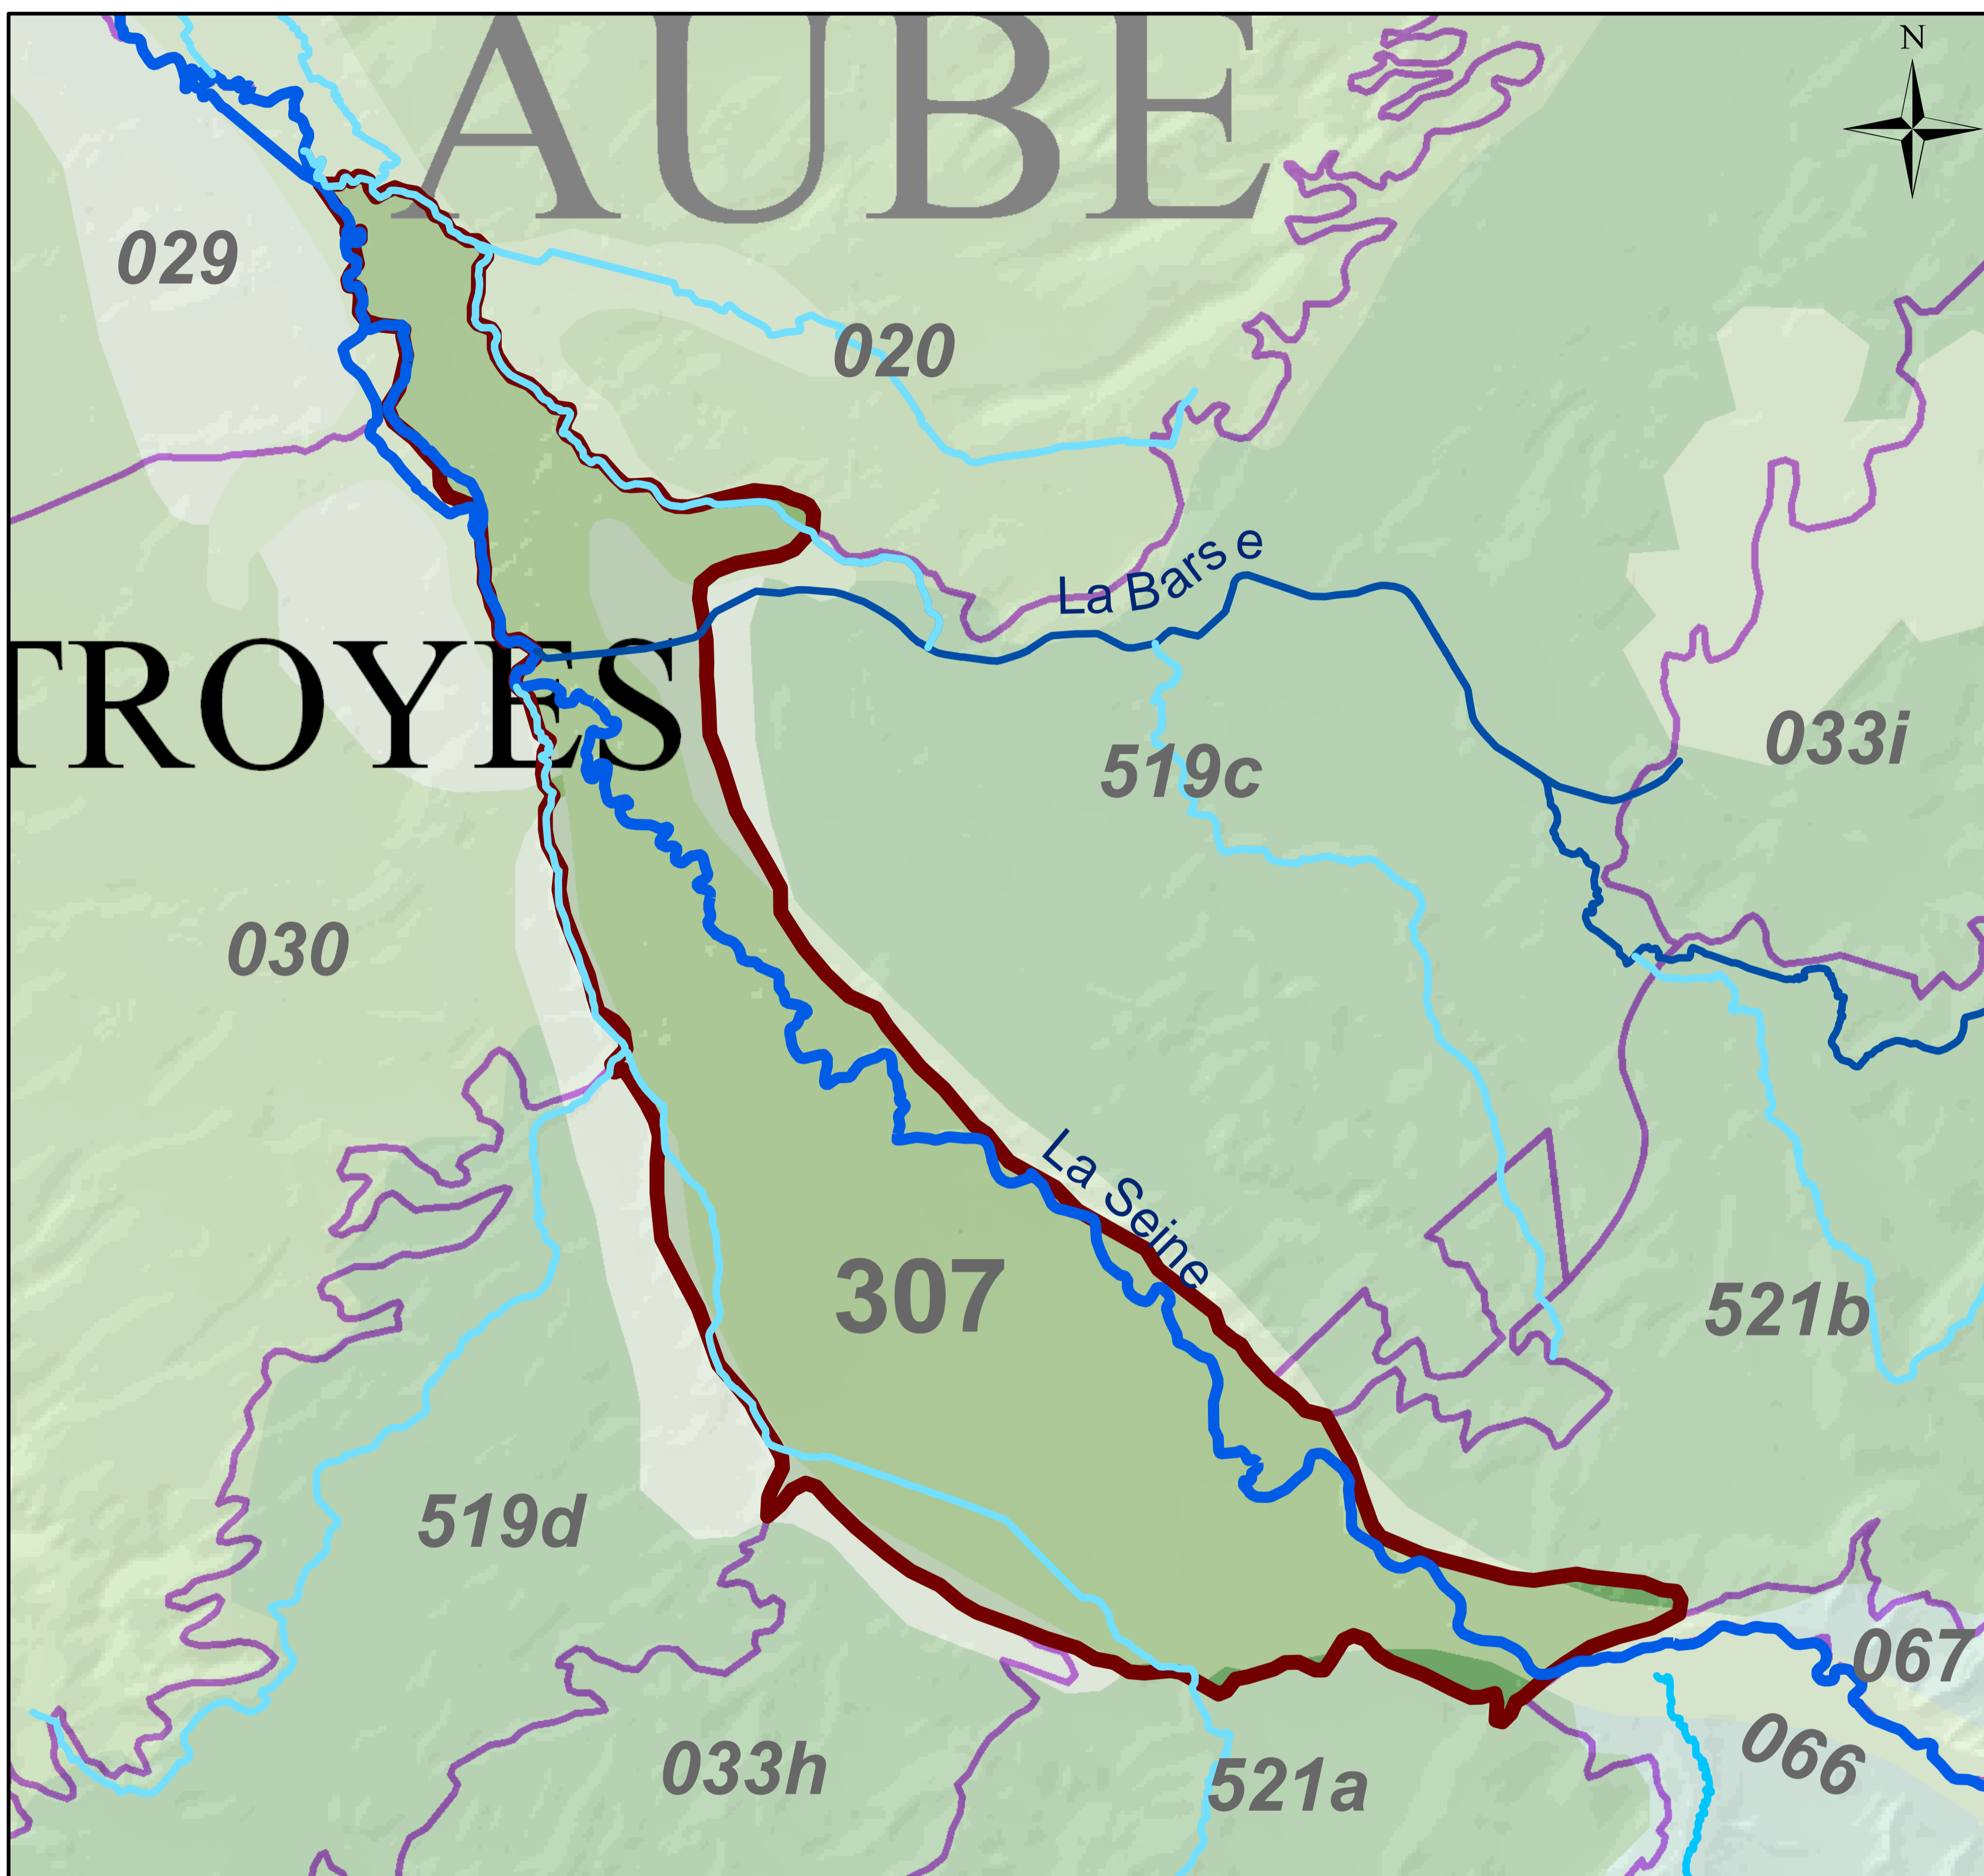 AUBE
N
029
020
La Barse
TROYES
033i
519c
030
La Seine
307
521b
519d
067
066
033h
521a